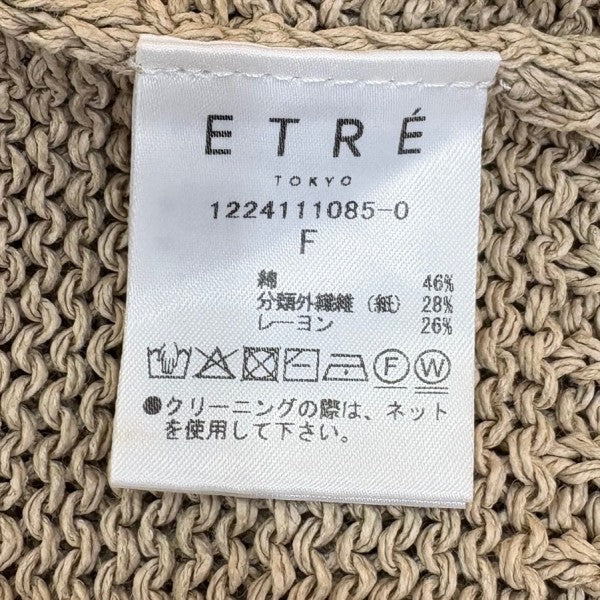 ETRÉ
TOKYO
1224111085-0
F
綿 46%
分類外繊維（紙） 28%
レーヨン 26%
F W
●クリーニングの際は、ネット
を使用して下さい。